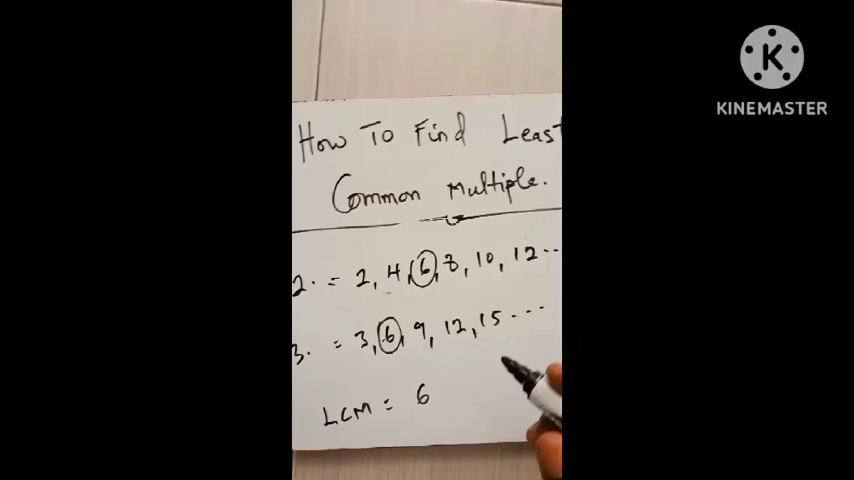 How To Find Least
Common Multiple.
2. = 2, 4, 6, 8, 10, 12 ..
3. = 3, 6, 9, 12, 15 ...
LCM = 6
K
KINEMASTER